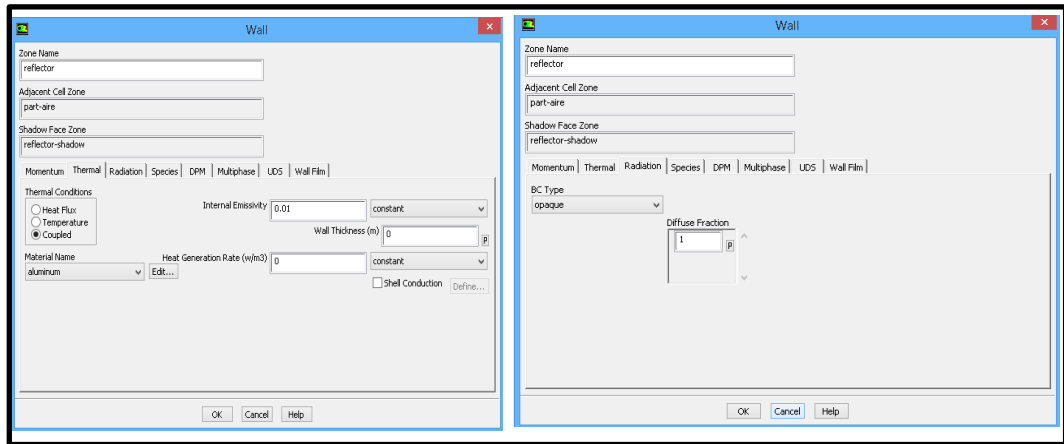 Wall
Zone Name
reflector
Adjacent Cell Zone
part-aire
Shadow Face Zone
reflector-shadow
Momentum Thermal Radiation Species DPM Multiphase UDS Wall Film
Thermal Conditions
Heat Flux
Temperature
Coupled
Internal Emissivity 0.01 constant
Wall Thickness (m) 0 P
Material Name
aluminum Edit...
Heat Generation Rate (w/m3) 0 constant
Shell Conduction Define...
OK Cancel Help
Wall
Zone Name
reflector
Adjacent Cell Zone
part-aire
Shadow Face Zone
reflector-shadow
Momentum Thermal Radiation Species DPM Multiphase UDS Wall Film
BC Type
opaque
Diffuse Fraction
1 P
OK Cancel Help